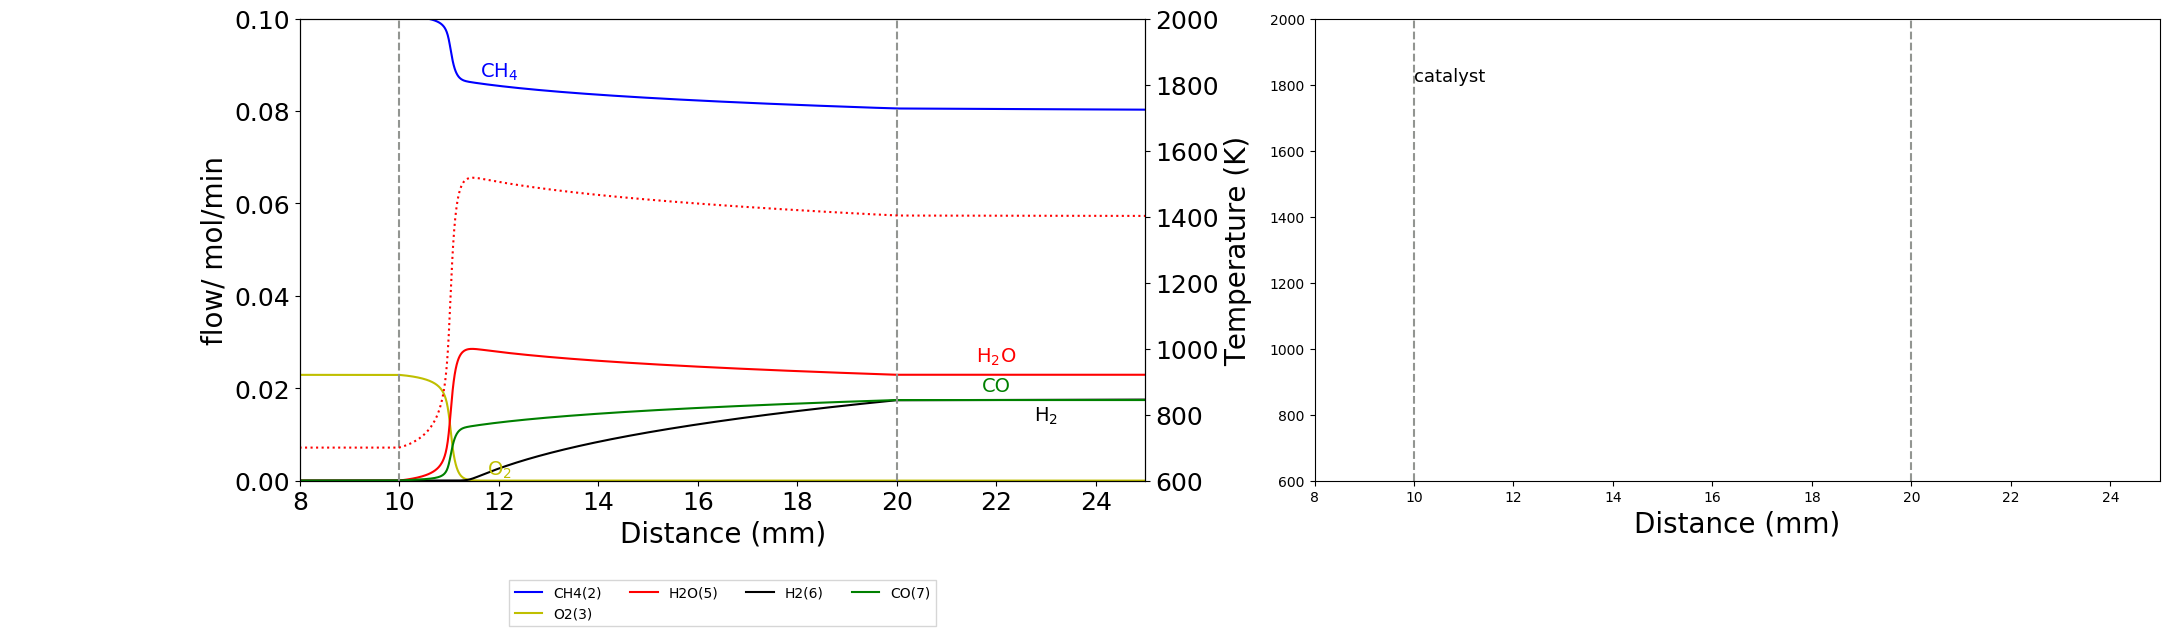 0.10
0.08
0.06
0.04
0.02
0.00
flow/ mol/min
8 10 12 14 16 18 20 22 24
Distance (mm)
CH₄
H₂O
CO
H₂
O₂
2000
1800
1600
1400
1200
1000
800
600
Temperature (K)
CH4(2) H2O(5) H2(6) CO(7)
O2(3)
2000
1800
1600
1400
1200
1000
800
600
catalyst
8 10 12 14 16 18 20 22 24
Distance (mm)